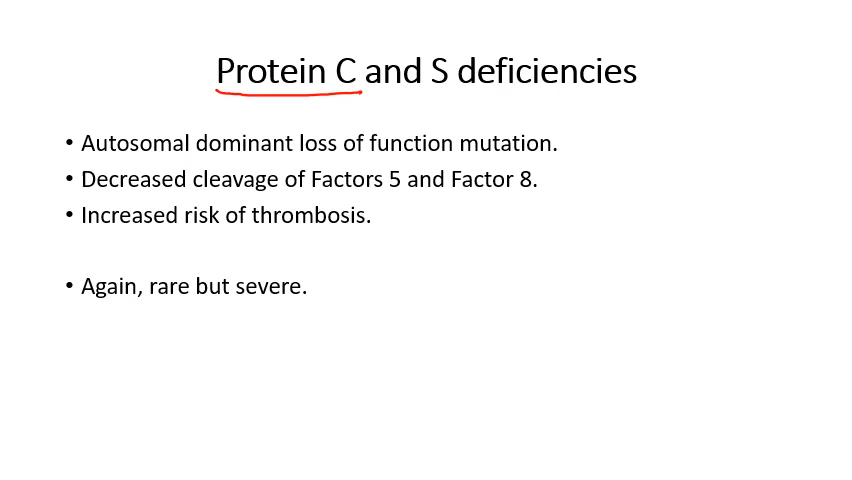 Protein C and S deficiencies
• Autosomal dominant loss of function mutation.
• Decreased cleavage of Factors 5 and Factor 8.
• Increased risk of thrombosis.
• Again, rare but severe.